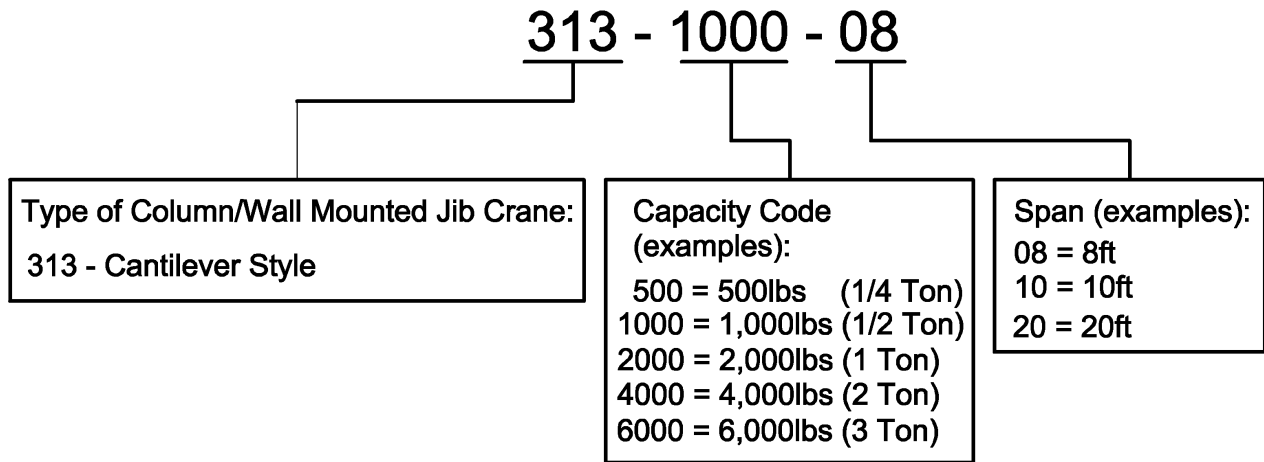 313 - 1000 - 08
Type of Column/Wall Mounted Jib Crane:
313 - Cantilever Style
Capacity Code
(examples):
500 = 500lbs (1/4 Ton)
1000 = 1,000lbs (1/2 Ton)
2000 = 2,000lbs (1 Ton)
4000 = 4,000lbs (2 Ton)
6000 = 6,000lbs (3 Ton)
Span (examples):
08 = 8ft
10 = 10ft
20 = 20ft